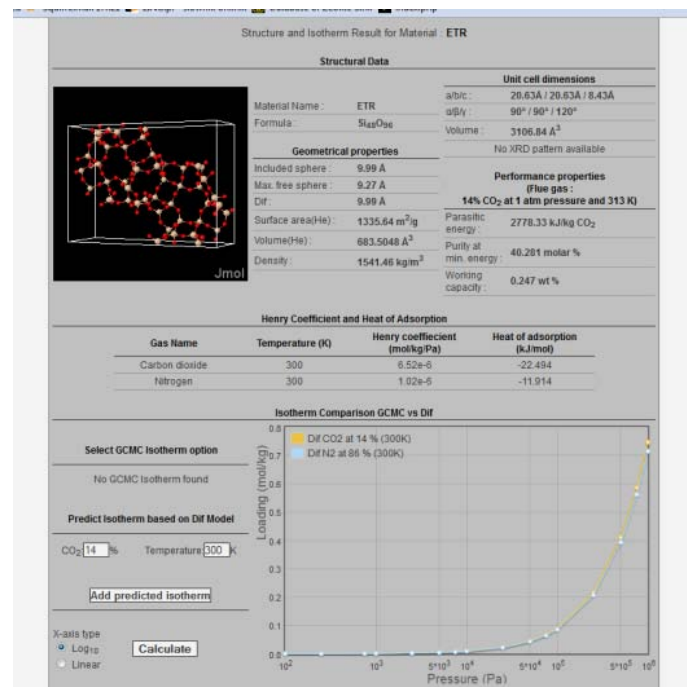 Structure and Isotherm Result for Material : ETR
Structural Data
Material Name : ETR
Formula : Si48O96
Geometrical properties
Included sphere : 9.99 A
Max. free sphere : 9.27 A
Dif : 9.99 A
Surface area(He) : 1335.64 m2/g
Volume(He) : 683.5048 A3
Density : 1541.46 kg/m3
Jmol
Unit cell dimensions
a/b/c : 20.63A / 20.63A / 8.43A
α/β/γ : 90° / 90° / 120°
Volume : 3106.84 A3
No XRD pattern available
Performance properties
(Flue gas :
14% CO2 at 1 atm pressure and 313 K)
Parasitic energy : 2778.33 kJ/kg CO2
Purity at min. energy : 40.281 molar %
Working capacity : 0.247 wt %
Henry Coefficient and Heat of Adsorption
Gas Name Temperature (K) Henry coeffiecient (mol/kg/Pa) Heat of adsorption (kJ/mol)
Carbon dioxide 300 6.52e-6 -22.494
Nitrogen 300 1.02e-6 -11.914
Isotherm Comparison GCMC vs Dif
Select GCMC Isotherm option
No GCMC Isotherm found
Predict Isotherm based on Dif Model
CO2: 14 % Temperature: 300 K
Add predicted isotherm
X-axis type
Log10
Linear
Calculate
Dif CO2 at 14 % (300K)
Dif N2 at 86 % (300K)
Loading (mol/kg)
0.8
0.7
0.6
0.5
0.4
0.3
0.2
0.1
0.0
10^2 10^3 5*10^3 10^4 5*10^4 10^5 5*10^5 10^6
Pressure (Pa)